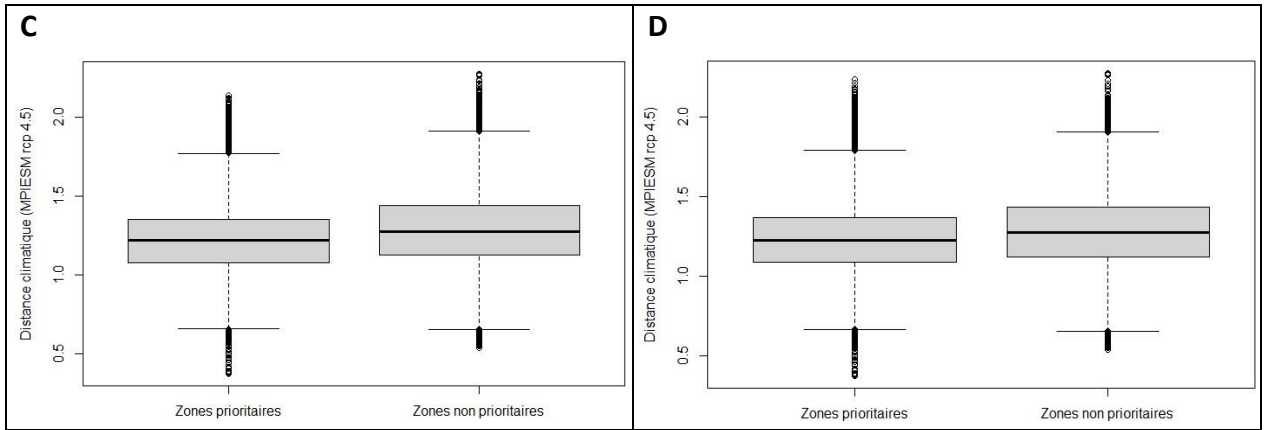 C
Distance climatique (MPIESM rcp 4.5)
2.0
1.5
1.0
0.5
Zones prioritaires
Zones non prioritaires
D
Distance climatique (MPIESM rcp 4.5)
2.0
1.5
1.0
0.5
Zones prioritaires
Zones non prioritaires